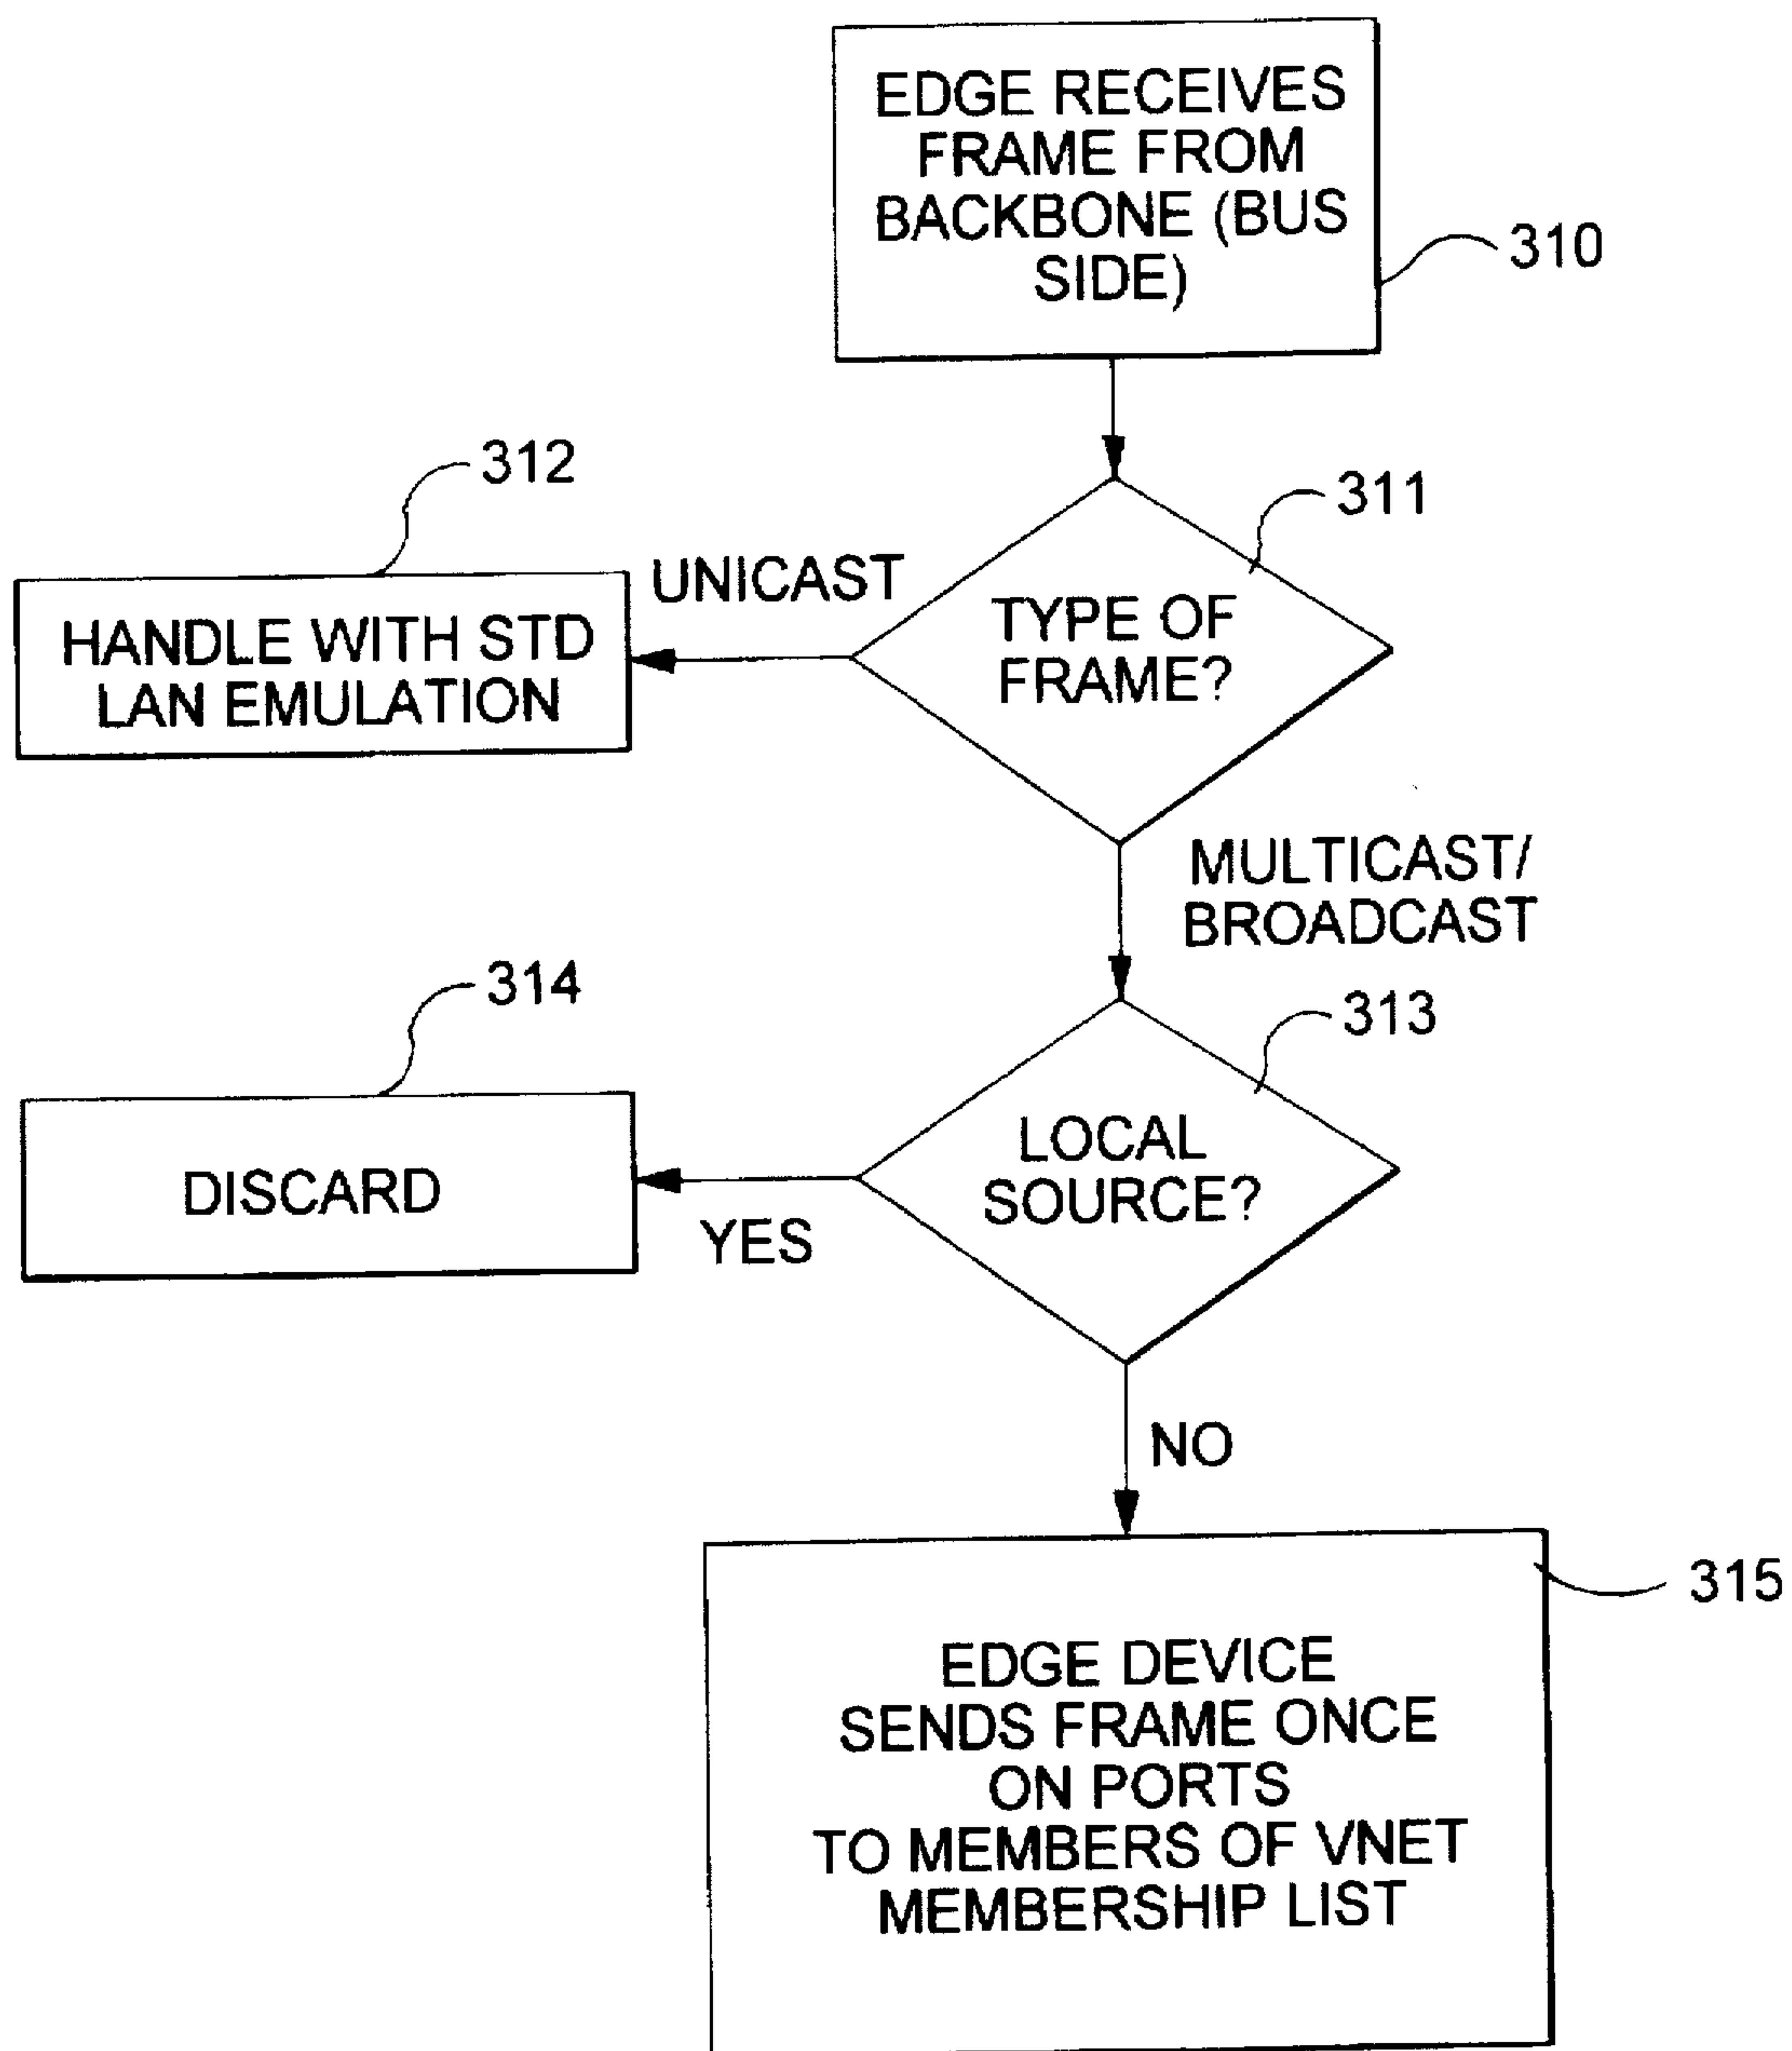 EDGE RECEIVES
FRAME FROM
BACKBONE (BUS
SIDE)
310
312
311
UNICAST
HANDLE WITH STD
LAN EMULATION
TYPE OF
FRAME?
MULTICAST/
BROADCAST
314
313
DISCARD
LOCAL
SOURCE?
YES
NO
315
EDGE DEVICE
SENDS FRAME ONCE
ON PORTS
TO MEMBERS OF VNET
MEMBERSHIP LIST